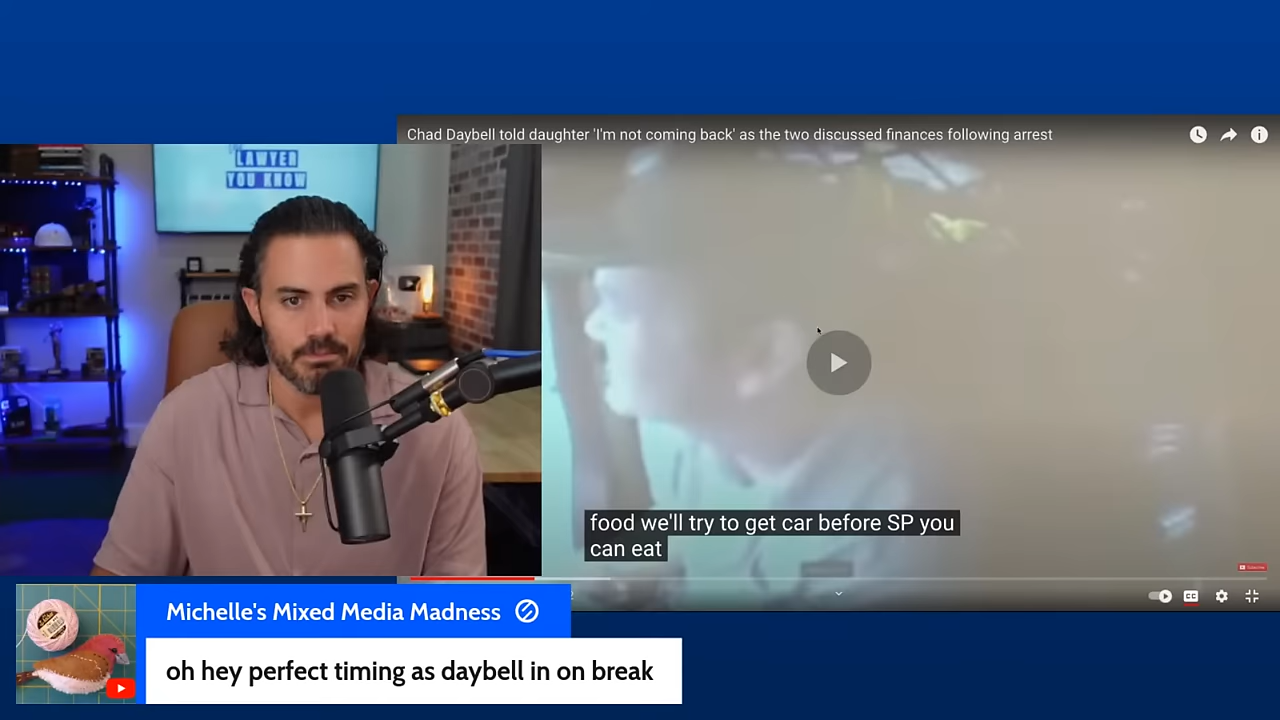 Chad Daybell told daughter 'I'm not coming back' as the two discussed finances following arrest
LAWYER
YOU KNOW
food we'll try to get car before SP you
can eat
CC
Michelle's Mixed Media Madness
oh hey perfect timing as daybell in on break